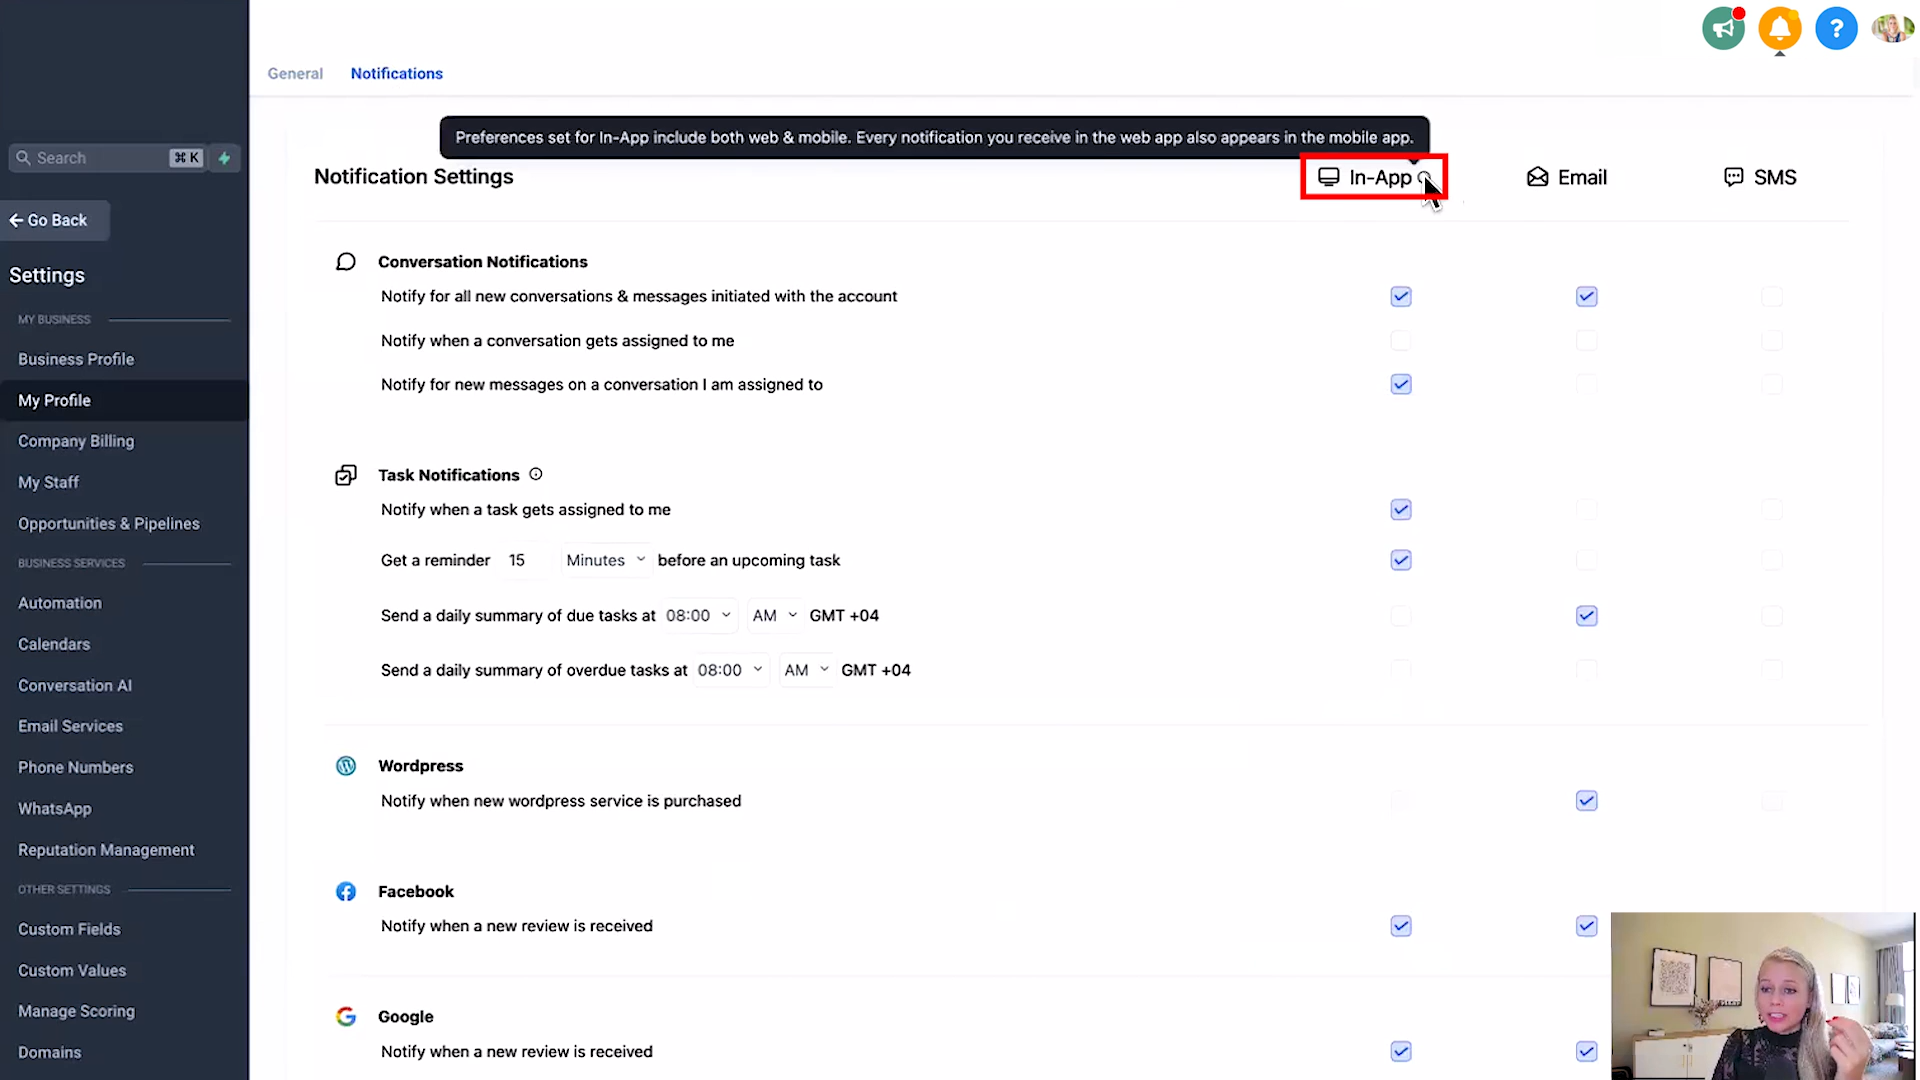 General
Notifications
Search
⌘ K
Preferences set for In-App include both web & mobile. Every notification you receive in the web app also appears in the mobile app.
Notification Settings
In-App
Email
SMS
Go Back
Settings
MY BUSINESS
Business Profile
My Profile
Company Billing
My Staff
Opportunities & Pipelines
BUSINESS SERVICES
Automation
Calendars
Conversation AI
Email Services
Phone Numbers
WhatsApp
Reputation Management
OTHER SETTINGS
Custom Fields
Custom Values
Manage Scoring
Domains
Conversation Notifications
Notify for all new conversations & messages initiated with the account
Notify when a conversation gets assigned to me
Notify for new messages on a conversation I am assigned to
Task Notifications
Notify when a task gets assigned to me
Get a reminder 15 Minutes before an upcoming task
Send a daily summary of due tasks at 08:00 AM GMT +04
Send a daily summary of overdue tasks at 08:00 AM GMT +04
Wordpress
Notify when new wordpress service is purchased
Facebook
Notify when a new review is received
Google
Notify when a new review is received